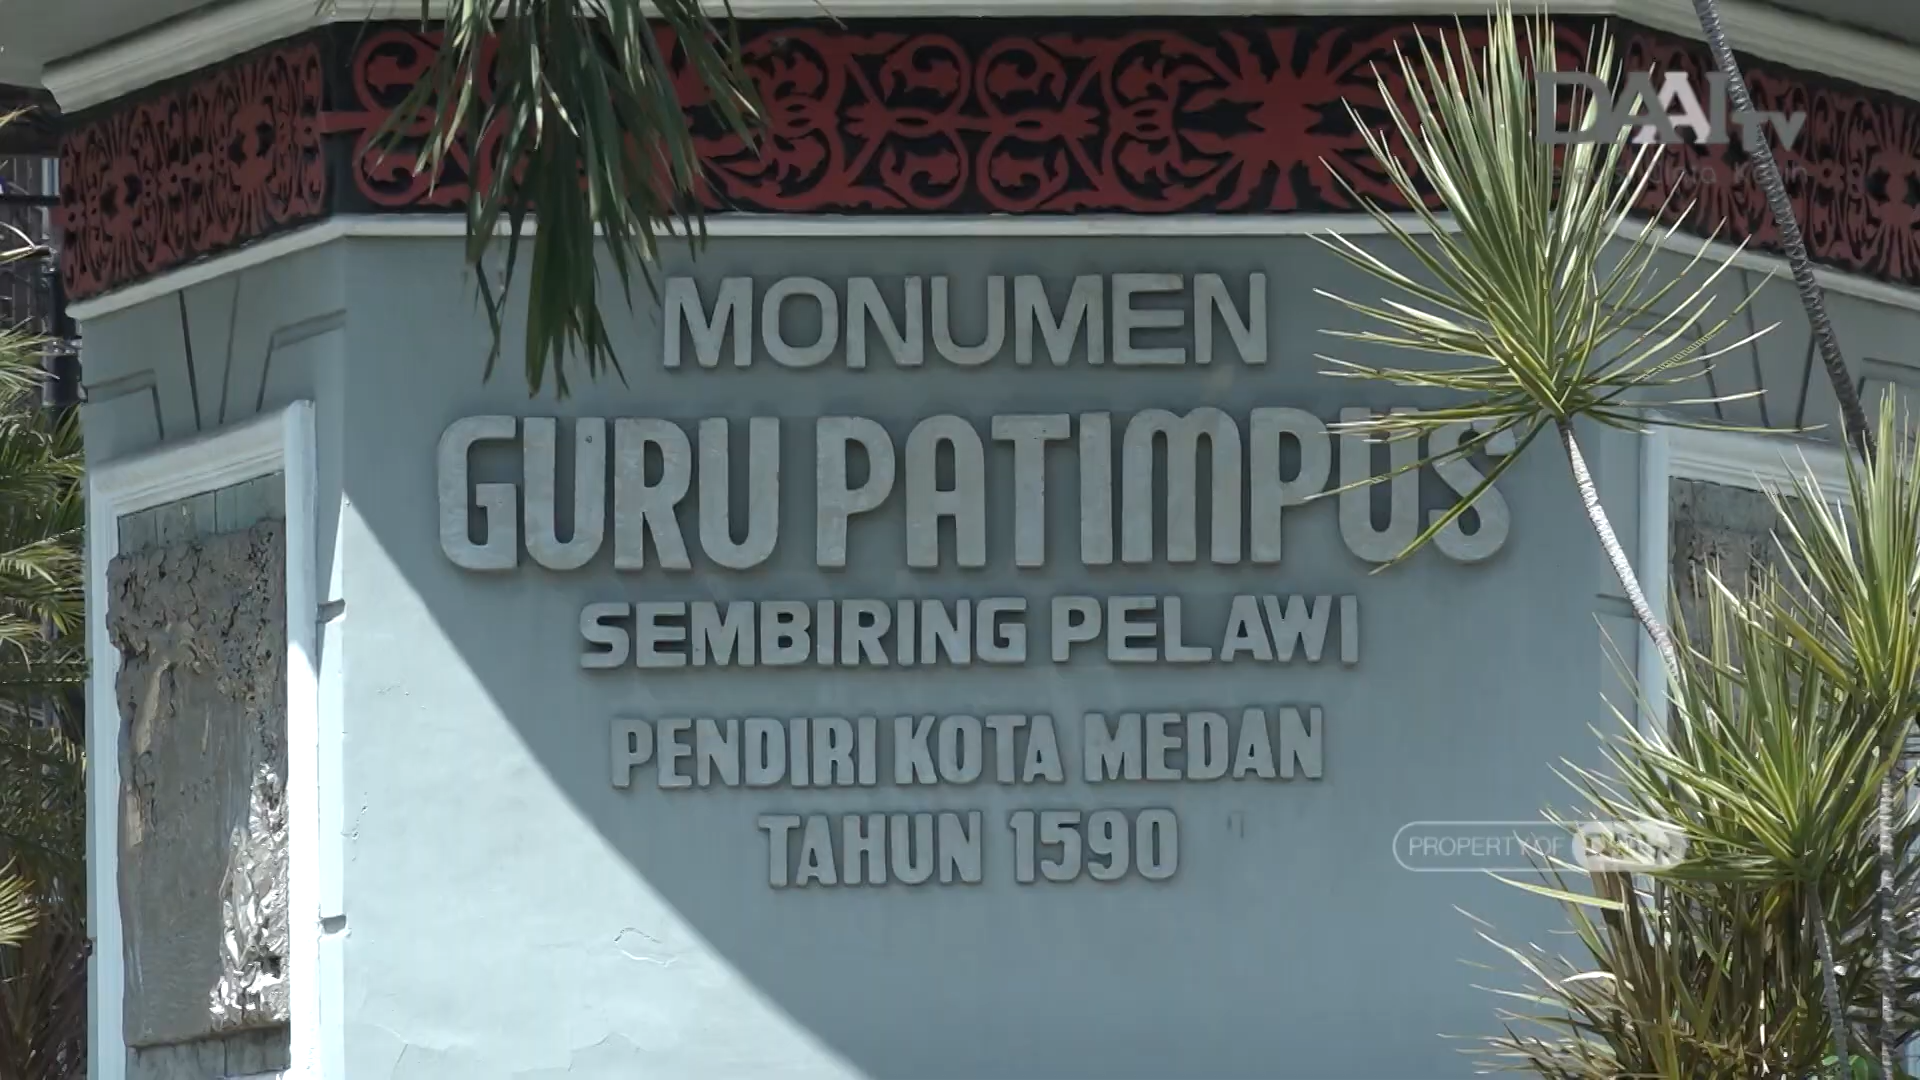 DAAI TV
MONUMEN
GURU PATIMPUS
SEMBIRING PELAWI
PENDIRI KOTA MEDAN
TAHUN 1590
PROPERTY OF